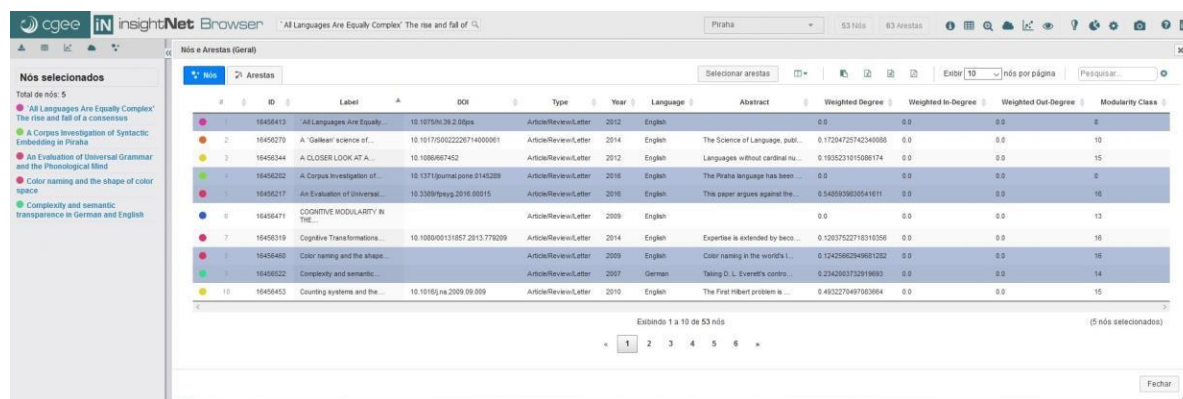 cgee iN insightNet Browser 'All Languages Are Equally Complex' The rise and fall of Piraha 53 Nós 83 Arestas
Nós e Arestas (Geral)
Nós selecionados
Total de nós: 5
'All Languages Are Equally Complex'
The rise and fall of a consensus
A Corpus Investigation of Syntactic
Embedding in Piraha
An Evaluation of Universal Grammar
and the Phonological Mind
Color naming and the shape of color
space
Complexity and semantic
transparence in German and English
Nós Arestas Selecionar arestas Exibir 10 nós por página Pesquisar...
# ID Label DOI Type Year Language Abstract Weighted Degree Weighted In-Degree Weighted Out-Degree Modularity Class
1 16456413 'All Languages Are Equally... Article/Review/Letter 2012 English 0.0 0.0 0.0
2 16456270 A 'Galilean' science of... 10.1017/S0022226714000061 Article/Review/Letter 2014 English The Science of Language, publ... 0.17204725742340088 0.0 0.0 10
3 16456344 A CLOSER LOOK AT A... 10.1086/667452 Article/Review/Letter 2012 English Languages without cardinal nu... 0.1935231015086174 0.0 0.0 15
4 16456202 A Corpus Investigation of... 10.1371/journal.pone.0145289 Article/Review/Letter 2016 English The Piraha language has been ... 0.0 0.0 0.0
5 16456217 An Evaluation of Universal... 10.3389/fpsyg.2016.00015 Article/Review/Letter 2016 English This paper argues against the... 0.0 0.0 16
6 16456471 COGNITIVE MODULARITY IN
THE... Article/Review/Letter 2009 English 0.0 0.0 0.0 13
7 16456319 Cognitive Transformations... 10.1080/00131857.2013.779209 Article/Review/Letter 2014 English Expertise is extended by beco... 0.12037522718310356 0.0 0.0 16
8 16456460 Color naming and the shape... Article/Review/Letter 2009 English Color naming in the world's l... 0.12425662949681282 0.0 0.0 16
9 16456522 Complexity and semantic... Article/Review/Letter 2007 German Taking D. L. Everett's contro... 0.2342003732919693 0.0 0.0 14
10 16456453 Counting systems and the... 10.1016/j.na.2009.09.009 Article/Review/Letter 2010 English The First Hilbert problem is ... 0.4932270497083664 0.0 0.0 15
Exibindo 1 a 10 de 53 nós (5 nós selecionados)
« 1 2 3 4 5 6 »
Fechar